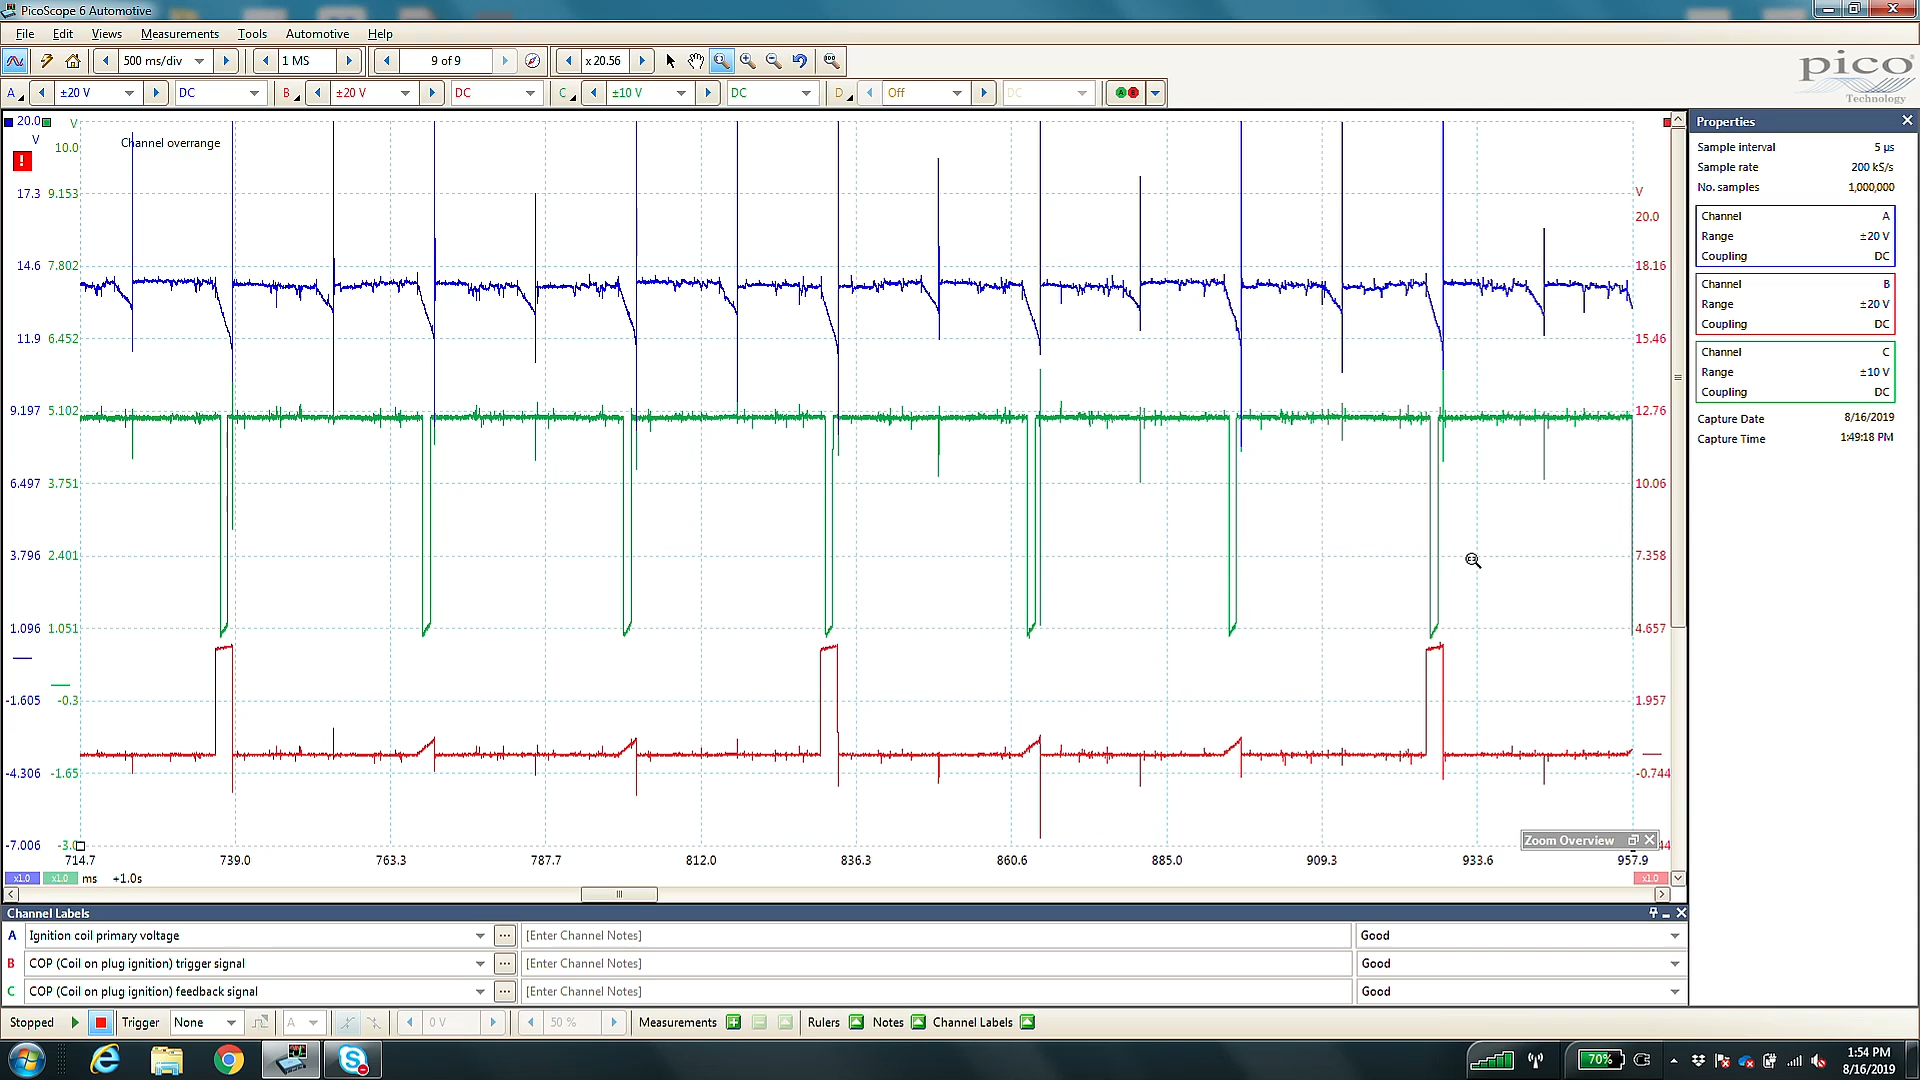 PicoScope 6 Automotive
File Edit Views Measurements Tools Automotive Help
500 ms/div 1 MS 9 of 9 x 20.56
A ±20 V DC B ±20 V DC C ±10 V DC D Off DC
pico
Technology
20.0 V
V 10.0
Channel overrange
17.3 9.153
14.6 7.802
11.9 6.452
9.197 5.102
6.497 3.751
3.796 2.401
1.096 1.051
-1.605 -0.3
-4.306 -1.65
-7.006 -3.0
V
20.0
18.16
15.46
12.76
10.06
7.358
4.657
1.957
-0.744
Zoom Overview
714.7 739.0 763.3 787.7 812.0 836.3 860.6 885.0 909.3 933.6 957.9
x1.0 x1.0 ms +1.0s x1.0
Properties
Sample interval 5 µs
Sample rate 200 kS/s
No. samples 1,000,000
Channel A
Range ±20 V
Coupling DC
Channel B
Range ±20 V
Coupling DC
Channel C
Range ±10 V
Coupling DC
Capture Date 8/16/2019
Capture Time 1:49:18 PM
Channel Labels
A Ignition coil primary voltage ... [Enter Channel Notes] Good
B COP (Coil on plug ignition) trigger signal ... [Enter Channel Notes] Good
C COP (Coil on plug ignition) feedback signal ... [Enter Channel Notes] Good
Stopped Trigger None A 0 V 50 % Measurements Rulers Notes Channel Labels
70% 1:54 PM
8/16/2019